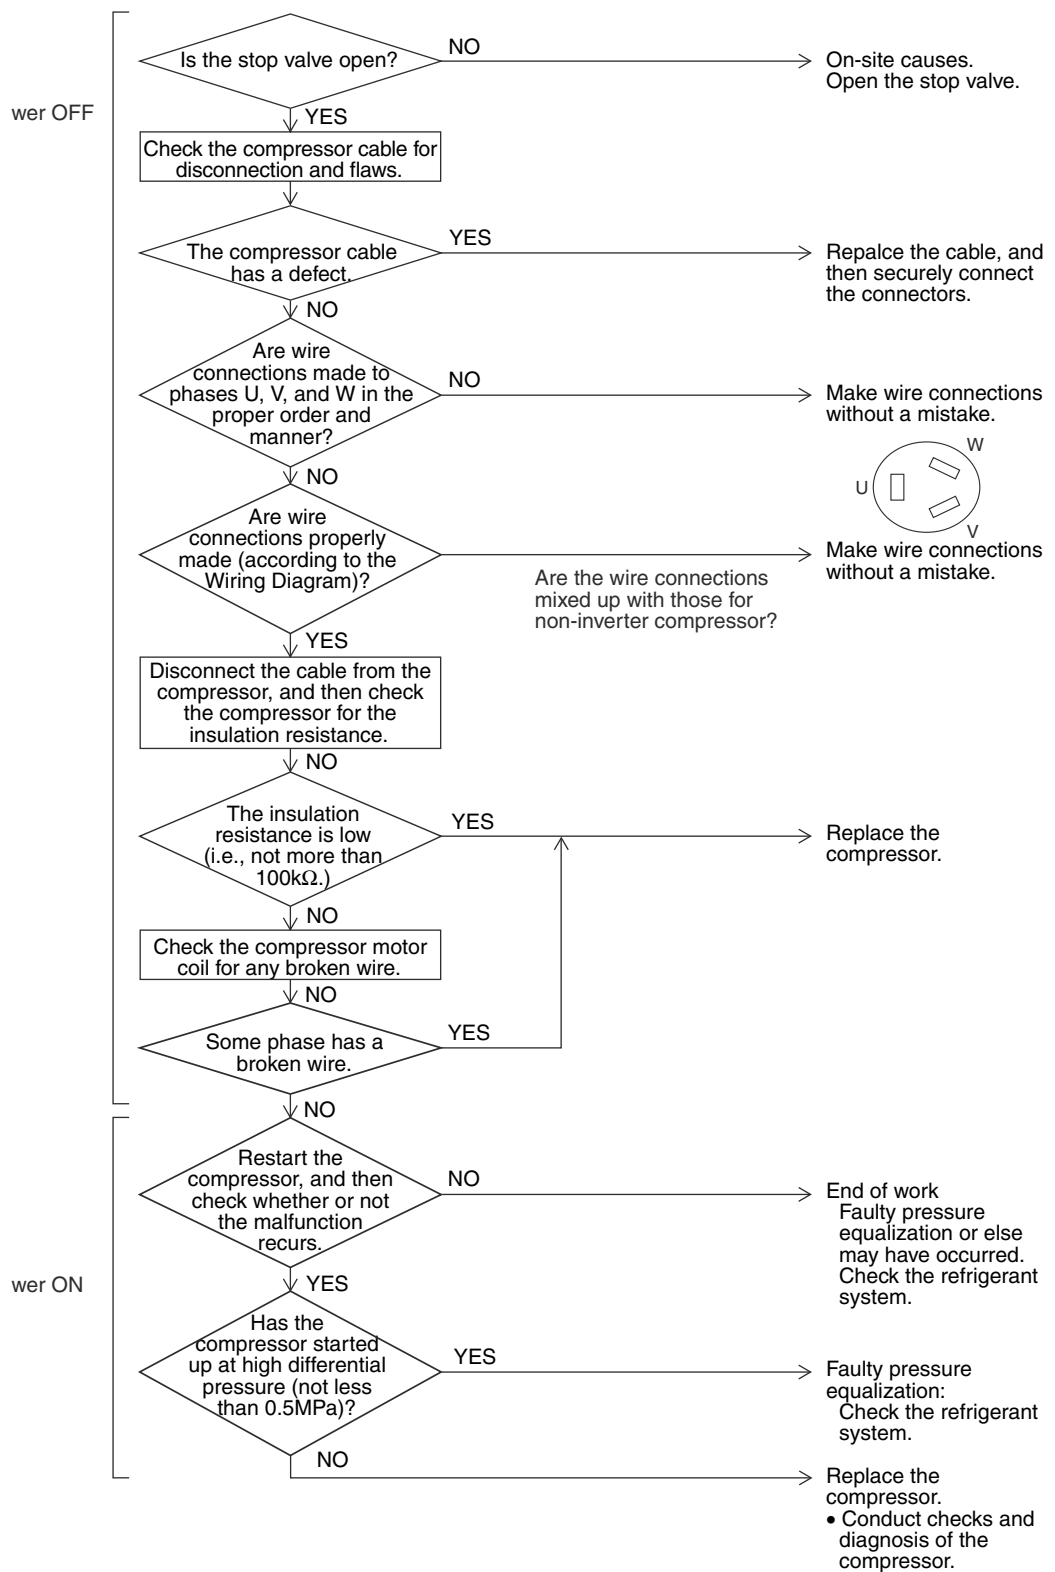 Is the stop valve open?
NO
On-site causes.
Open the stop valve.
wer OFF
YES
Check the compressor cable for
disconnection and flaws.
The compressor cable
has a defect.
YES
Repalce the cable, and
then securely connect
the connectors.
NO
Are wire
connections made to
phases U, V, and W in the
proper order and
manner?
NO
Make wire connections
without a mistake.
W
U
V
NO
Are wire
connections properly
made (according to the
Wiring Diagram)?
Make wire connections
without a mistake.
Are the wire connections
mixed up with those for
non-inverter compressor?
YES
Disconnect the cable from the
compressor, and then check
the compressor for the
insulation resistance.
NO
The insulation
resistance is low
(i.e., not more than
100kΩ.)
YES
Replace the
compressor.
NO
Check the compressor motor
coil for any broken wire.
NO
Some phase has a
broken wire.
YES
NO
Restart the
compressor, and then
check whether or not
the malfunction
recurs.
NO
End of work
Faulty pressure
equalization or else
may have occurred.
Check the refrigerant
system.
wer ON
YES
Has the
compressor started
up at high differential
pressure (not less
than 0.5MPa)?
YES
Faulty pressure
equalization:
Check the refrigerant
system.
NO
Replace the
compressor.
• Conduct checks and
diagnosis of the
compressor.